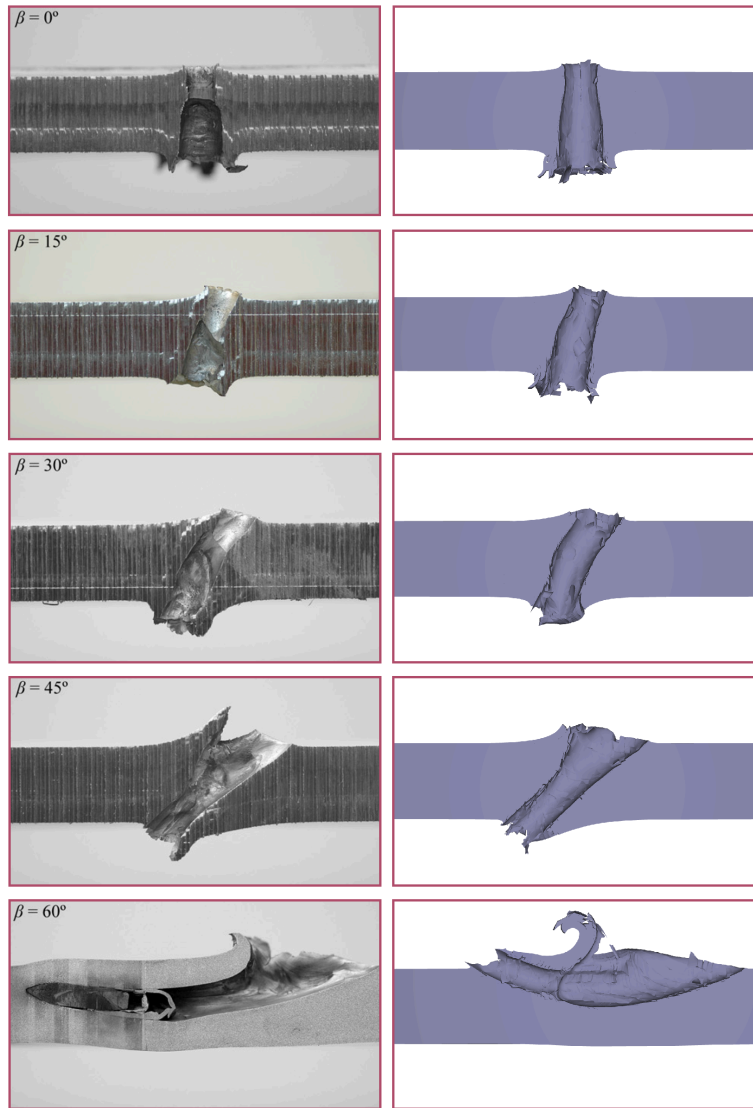 β = 0º
β = 15º
β = 30º
β = 45º
β = 60º